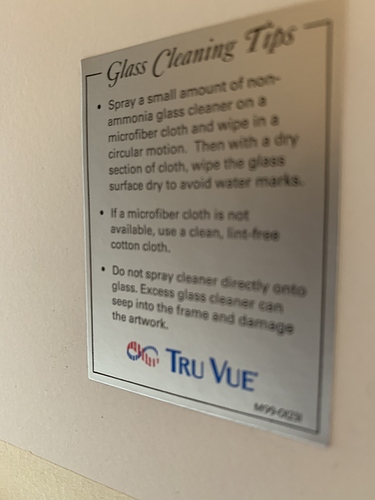 Glass Cleaning Tips
• Spray a small amount of non-
ammonia glass cleaner on a
microfiber cloth and wipe in a
circular motion. Then with a dry
section of cloth, wipe the glass
surface dry to avoid water marks.
• If a microfiber cloth is not
available, use a clean, lint-free
cotton cloth.
• Do not spray cleaner directly onto
glass. Excess glass cleaner can
seep into the frame and damage
the artwork.
TRU VUE